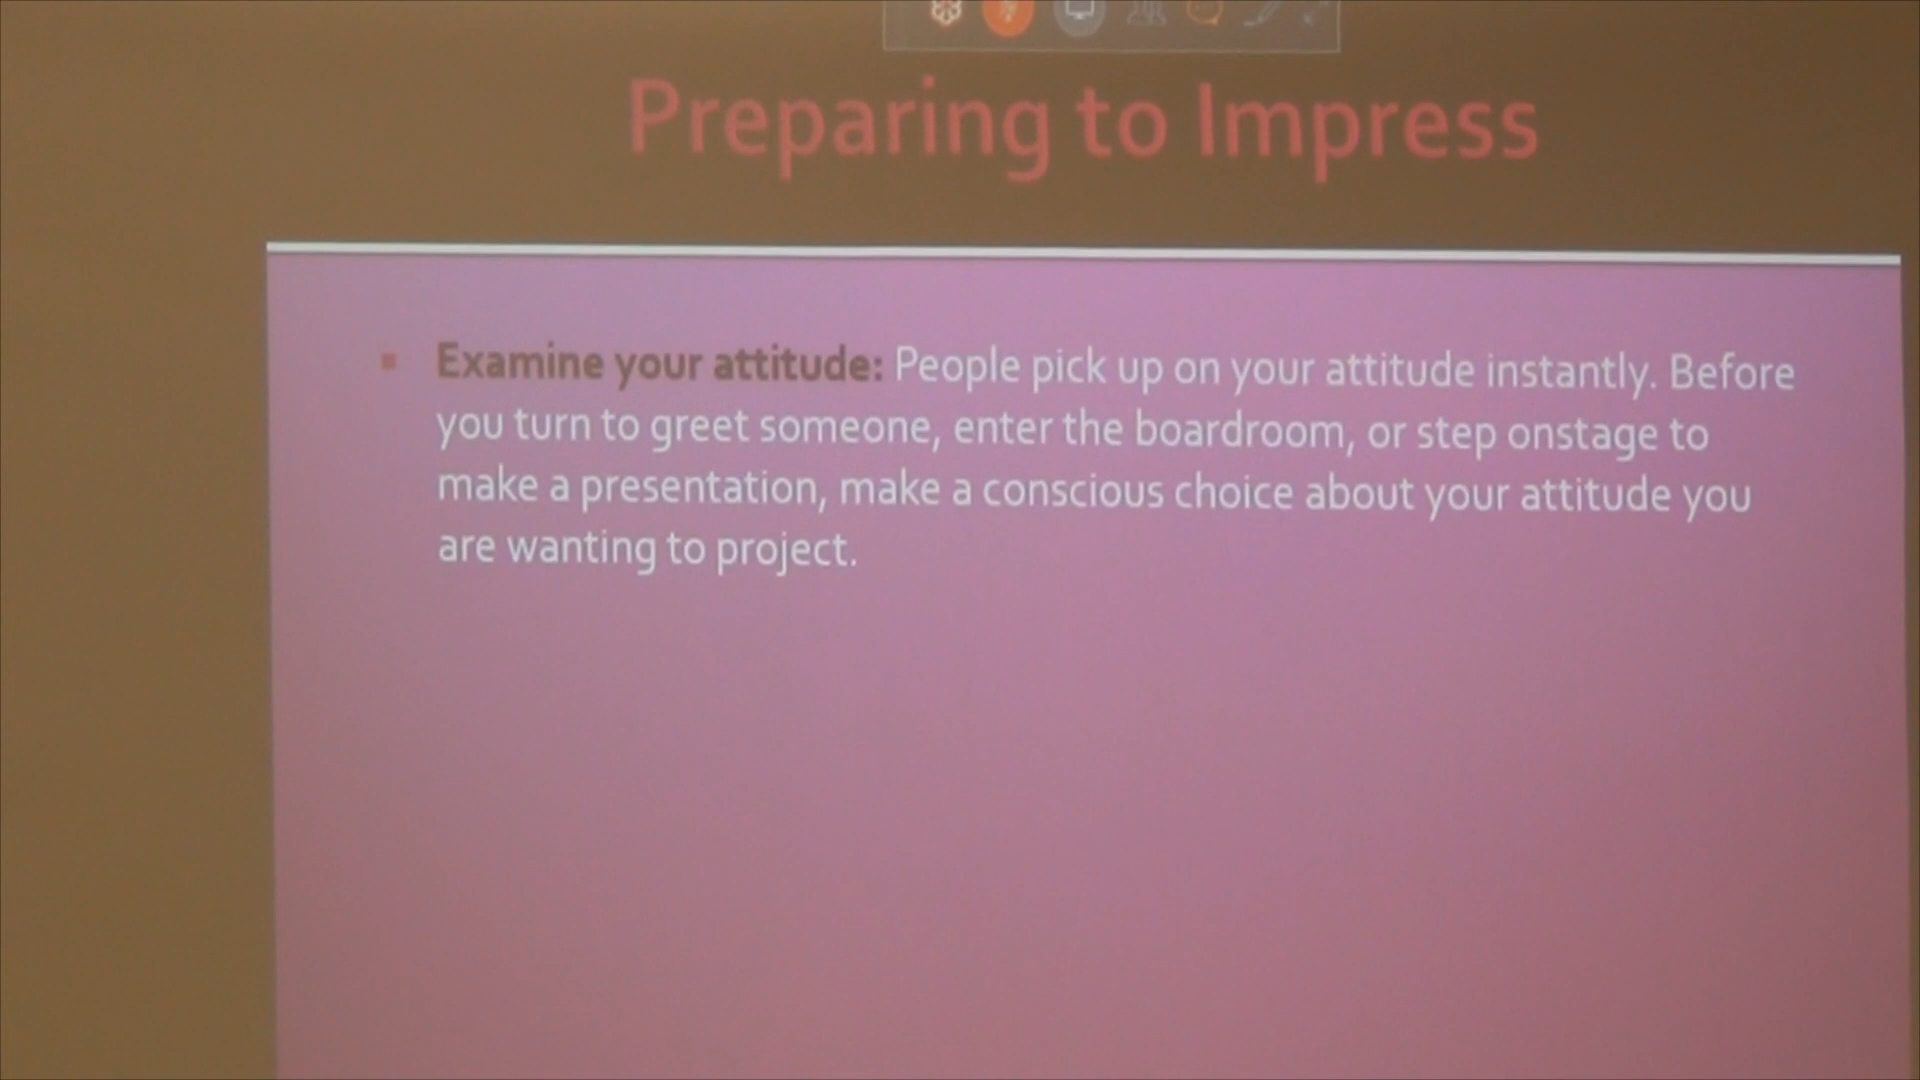 Preparing to Impress
Examine your attitude: People pick up on your attitude instantly. Before
you turn to greet someone, enter the boardroom, or step onstage to
make a presentation, make a conscious choice about your attitude you
are wanting to project.